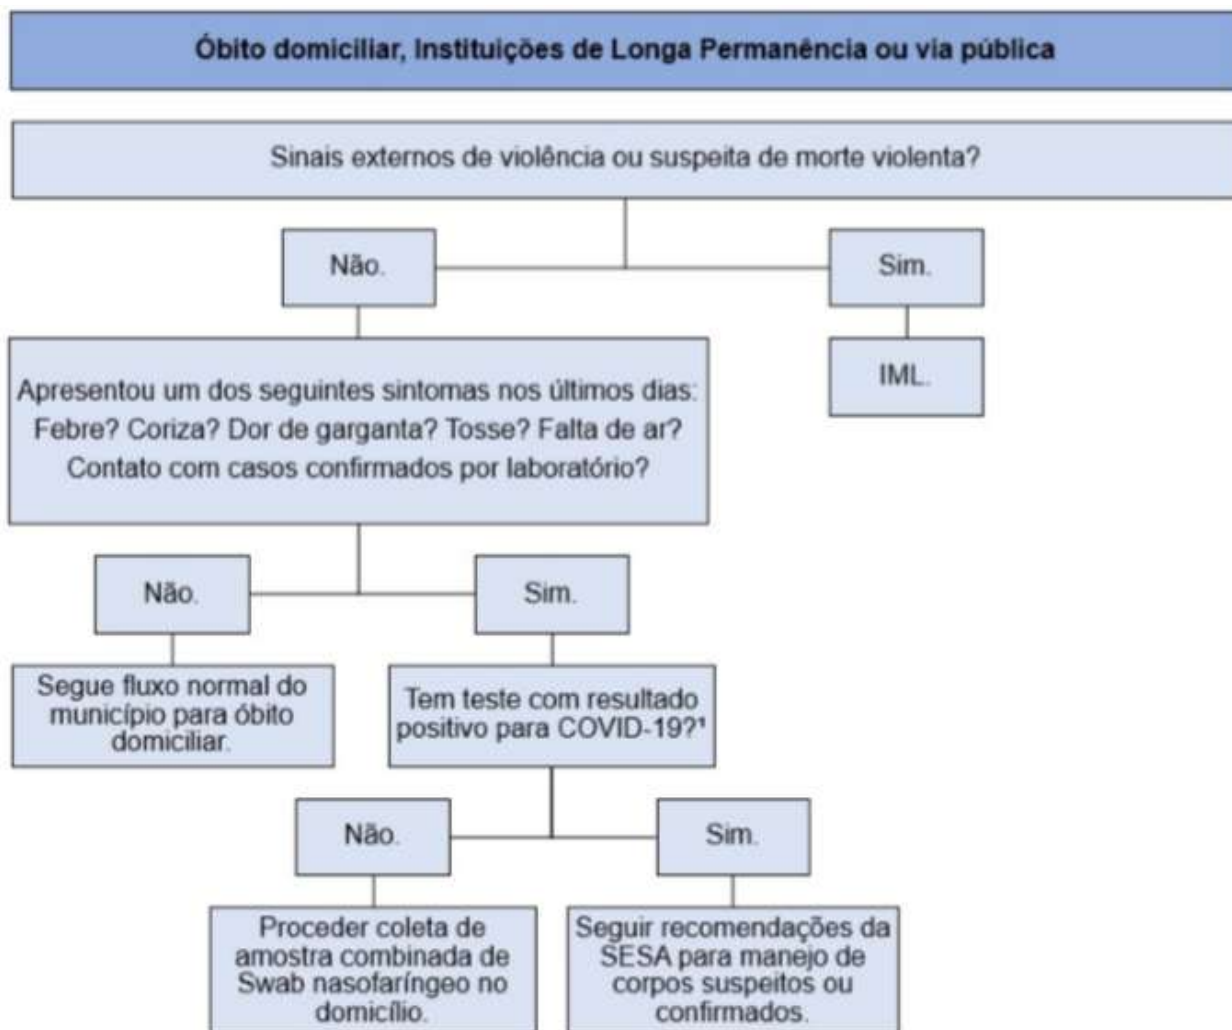 Óbito domiciliar, Instituições de Longa Permanência ou via pública
Sinais externos de violência ou suspeita de morte violenta?
Não.
Sim.
Apresentou um dos seguintes sintomas nos últimos dias:
Febre? Coriza? Dor de garganta? Tosse? Falta de ar?
Contato com casos confirmados por laboratório?
IML.
Não.
Sim.
Segue fluxo normal do
município para óbito
domiciliar.
Tem teste com resultado
positivo para COVID-19?¹
Não.
Sim.
Proceder coleta de
amostra combinada de
Swab nasofaríngeo no
domicílio.
Seguir recomendações da
SESA para manejo de
corpos suspeitos ou
confirmados.